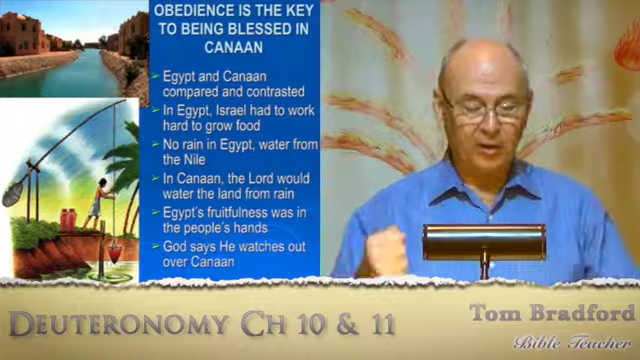 OBEDIENCE IS THE KEY
TO BEING BLESSED IN
CANAAN
Egypt and Canaan
compared and contrasted
In Egypt, Israel had to work
hard to grow food
No rain in Egypt, water from
the Nile
In Canaan, the Lord would
water the land from rain
Egypt's fruitfulness was in
the people's hands
God says He watches out
over Canaan
DEUTERONOMY CH 10 & 11
Tom Bradford
Bible Teacher